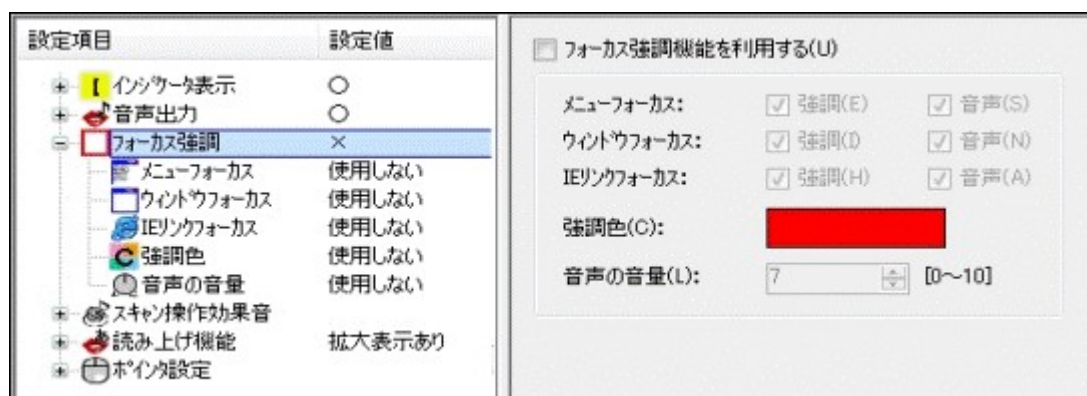 設定項目 設定値
インジケータ表示 ○
音声出力 ○
フォーカス強調 ×
メニューフォーカス 使用しない
ウィンドウフォーカス 使用しない
IEリンクフォーカス 使用しない
強調色 使用しない
音声の音量 使用しない
スキャン操作効果音
読み上げ機能 拡大表示あり
ポインタ設定
フォーカス強調機能を利用する(U)
メニューフォーカス: 強調(E) 音声(S)
ウィンドウフォーカス: 強調(I) 音声(N)
IEリンクフォーカス: 強調(H) 音声(A)
強調色(C):
音声の音量(L): 7 [0～10]